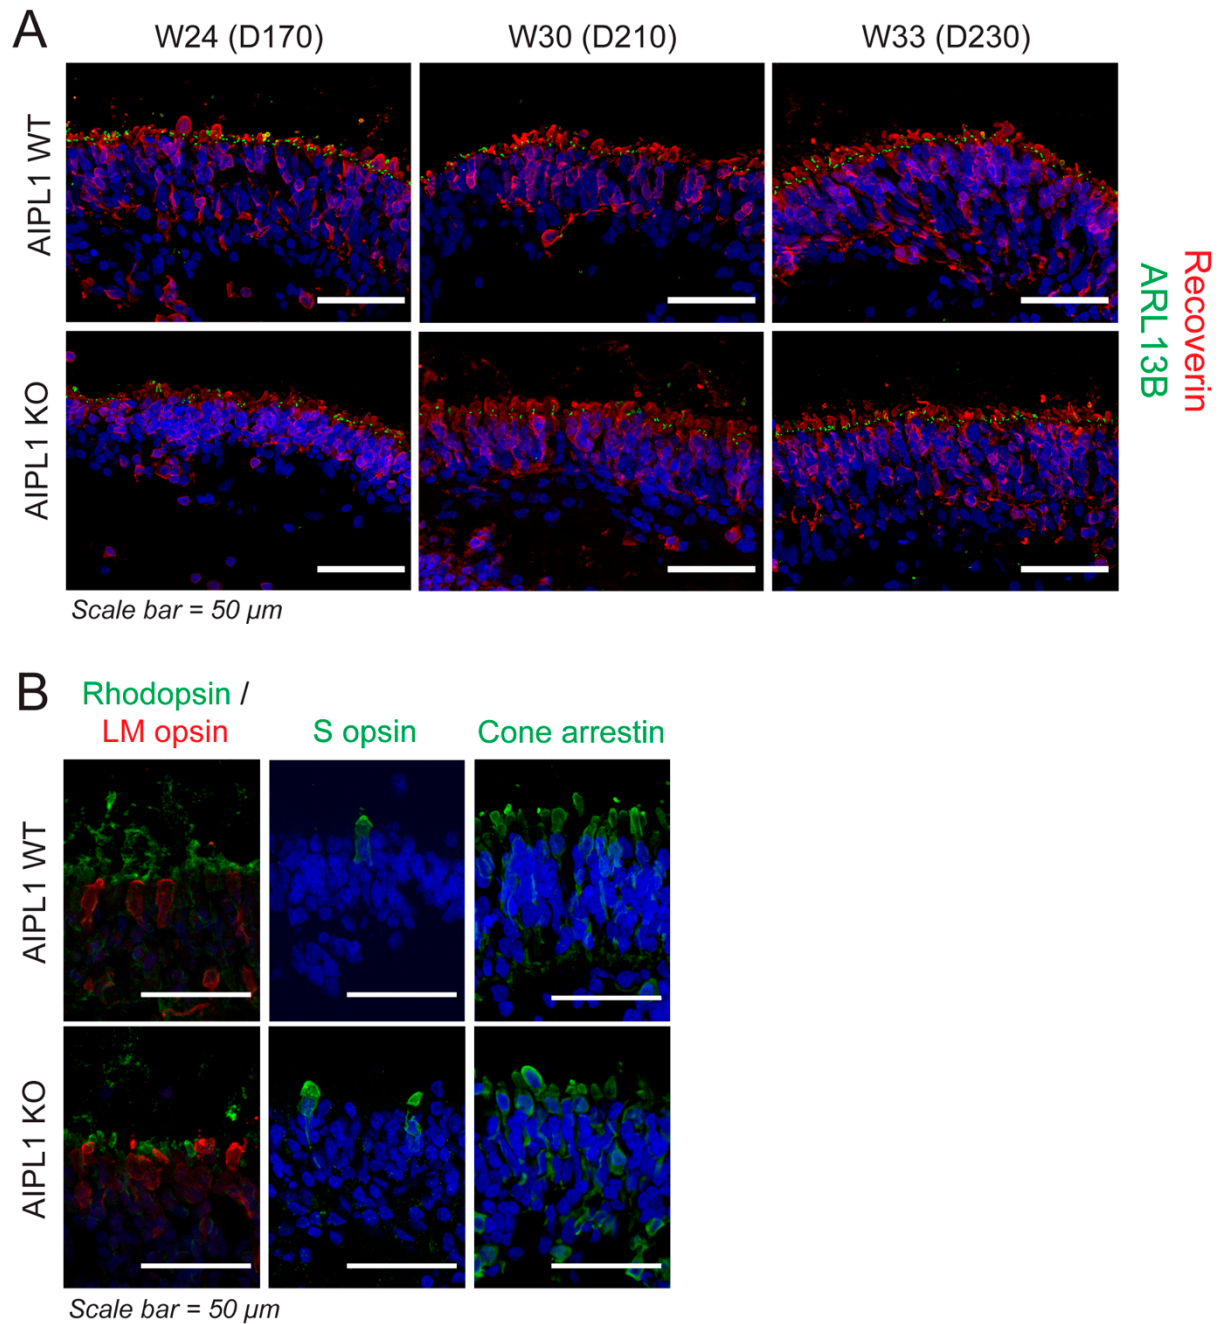 A
W24 (D170)
W30 (D210)
W33 (D230)
AIPL1 WT
AIPL1 KO
Recoverin
ARL13B
Scale bar = 50 µm
B
Rhodopsin /
LM opsin
S opsin
Cone arrestin
AIPL1 WT
AIPL1 KO
Scale bar = 50 µm